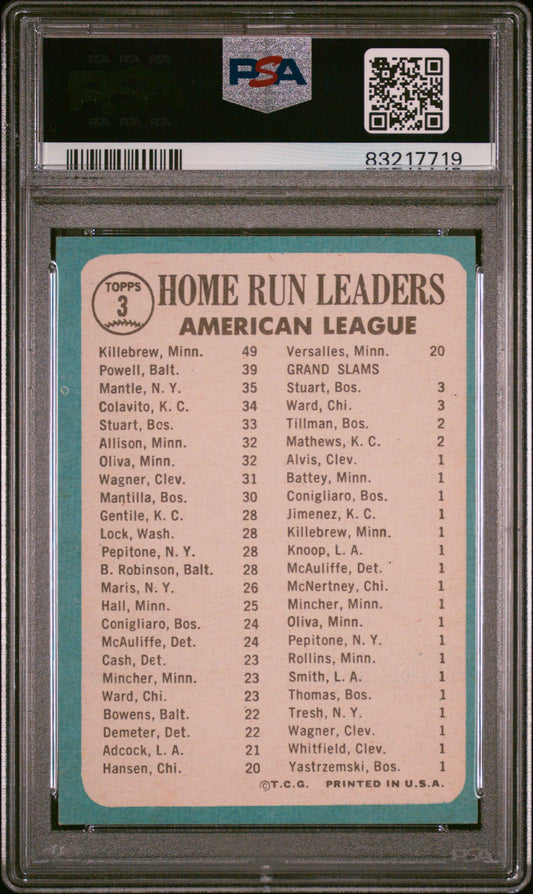 PSA PSA PSA
PSA
PSA PSA PSA
83217719
TOPPS
3
HOME RUN LEADERS
AMERICAN LEAGUE
Killebrew, Minn. 49
Powell, Balt. 39
Mantle, N. Y. 35
Colavito, K. C. 34
Stuart, Bos. 33
Allison, Minn. 32
Oliva, Minn. 32
Wagner, Clev. 31
Mantilla, Bos. 30
Gentile, K. C. 28
Lock, Wash. 28
Pepitone, N. Y. 28
B. Robinson, Balt. 28
Maris, N. Y. 26
Hall, Minn. 25
Conigliaro, Bos. 24
McAuliffe, Det. 24
Cash, Det. 23
Mincher, Minn. 23
Ward, Chi. 23
Bowens, Balt. 22
Demeter, Det. 22
Adcock, L. A. 21
Hansen, Chi. 20
Versalles, Minn. 20
GRAND SLAMS
Stuart, Bos. 3
Ward, Chi. 3
Tillman, Bos. 2
Mathews, K. C. 2
Alvis, Clev. 1
Battey, Minn. 1
Conigliaro, Bos. 1
Jimenez, K. C. 1
Killebrew, Minn. 1
Knoop, L. A. 1
McAuliffe, Det. 1
McNertney, Chi. 1
Mincher, Minn. 1
Oliva, Minn. 1
Pepitone, N. Y. 1
Rollins, Minn. 1
Smith, L. A. 1
Thomas, Bos. 1
Tresh, N. Y. 1
Wagner, Clev. 1
Whitfield, Clev. 1
Yastrzemski, Bos. 1
©T.C.G. PRINTED IN U.S.A.
PSA